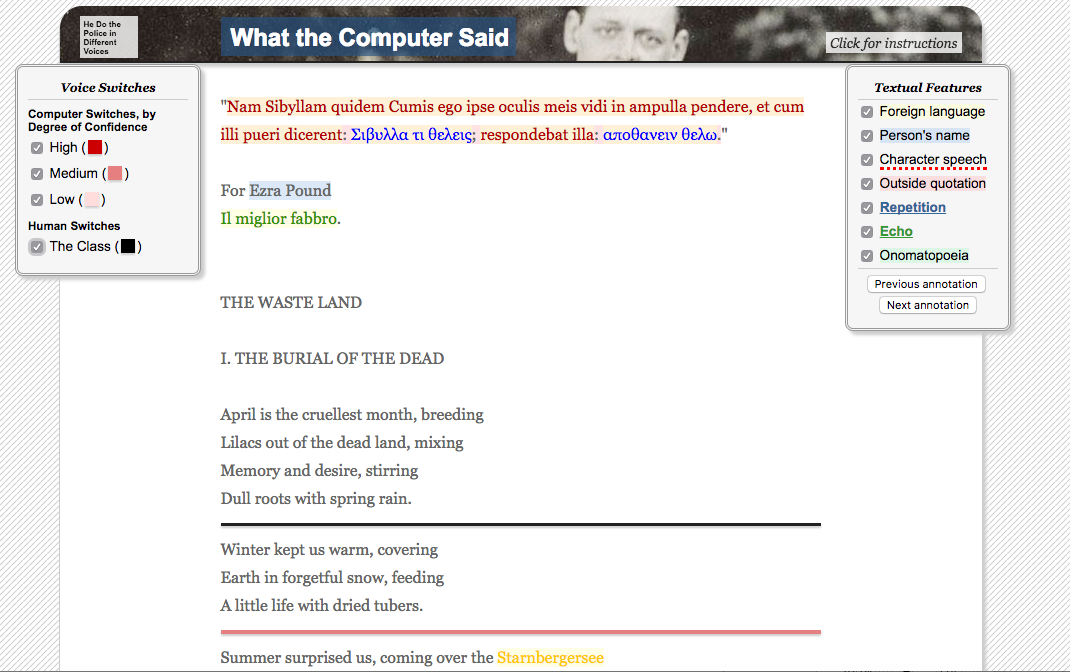 He Do the
Police in
Different
Voices
What the Computer Said
Click for instructions
Voice Switches
Computer Switches, by
Degree of Confidence
High ( )
Medium ( )
Low ( )
Human Switches
The Class ( )
"Nam Sibyllam quidem Cumis ego ipse oculis meis vidi in ampulla pendere, et cum
illi pueri dicerent: Σιβυλλα τι θελεις; respondebat illa: αποθανειν θελω."
For Ezra Pound
Il miglior fabbro.
THE WASTE LAND
I. THE BURIAL OF THE DEAD
April is the cruellest month, breeding
Lilacs out of the dead land, mixing
Memory and desire, stirring
Dull roots with spring rain.
Winter kept us warm, covering
Earth in forgetful snow, feeding
A little life with dried tubers.
Summer surprised us, coming over the Starnbergersee
Textual Features
Foreign language
Person's name
Character speech
Outside quotation
Repetition
Echo
Onomatopoeia
Previous annotation
Next annotation